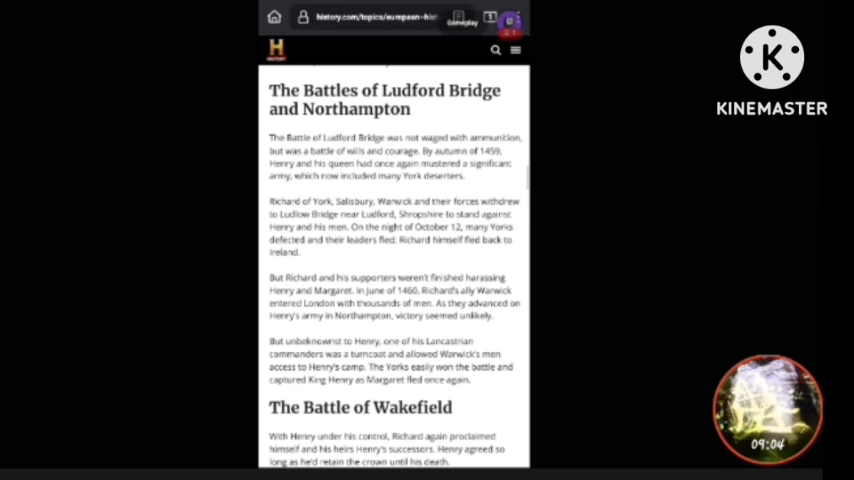 history.com/topics/european-his
Gameplay
HISTORY
The Battles of Ludford Bridge
and Northampton
The Battle of Ludford Bridge was not waged with ammunition,
but was a battle of wills and courage. By autumn of 1459,
Henry and his queen had once again mustered a significant
army, which now included many York deserters.
Richard of York, Salisbury, Warwick and their forces withdrew
to Ludlow Bridge near Ludford, Shropshire to stand against
Henry and his men. On the night of October 12, many Yorks
defected and their leaders fled; Richard himself fled back to
Ireland.
But Richard and his supporters weren't finished harassing
Henry and Margaret. In June of 1460, Richard's ally Warwick
entered London with thousands of men. As they advanced on
Henry's army in Northampton, victory seemed unlikely.
But unbeknownst to Henry, one of his Lancastrian
commanders was a turncoat and allowed Warwick's men
access to Henry's camp. The Yorks easily won the battle and
captured King Henry as Margaret fled once again.
The Battle of Wakefield
With Henry under his control, Richard again proclaimed
himself and his heirs Henry's successors. Henry agreed so
long as he'd retain the crown until his death.
KINEMASTER
09:04